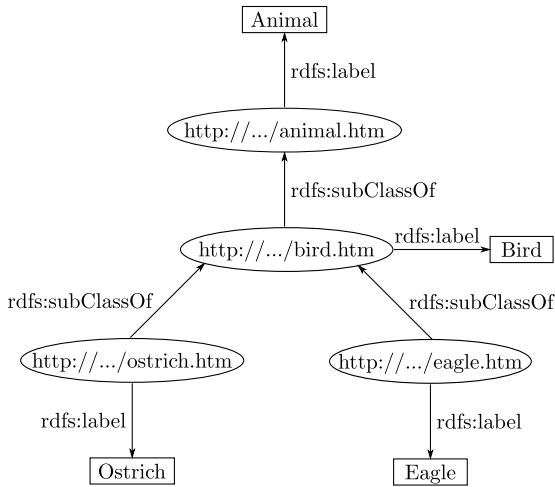 Animal
rdfs:label
http://.../animal.htm
rdfs:subClassOf
rdfs:label
http://.../bird.htm
Bird
rdfs:subClassOf
rdfs:subClassOf
http://.../ostrich.htm
http://.../eagle.htm
rdfs:label
rdfs:label
Ostrich
Eagle